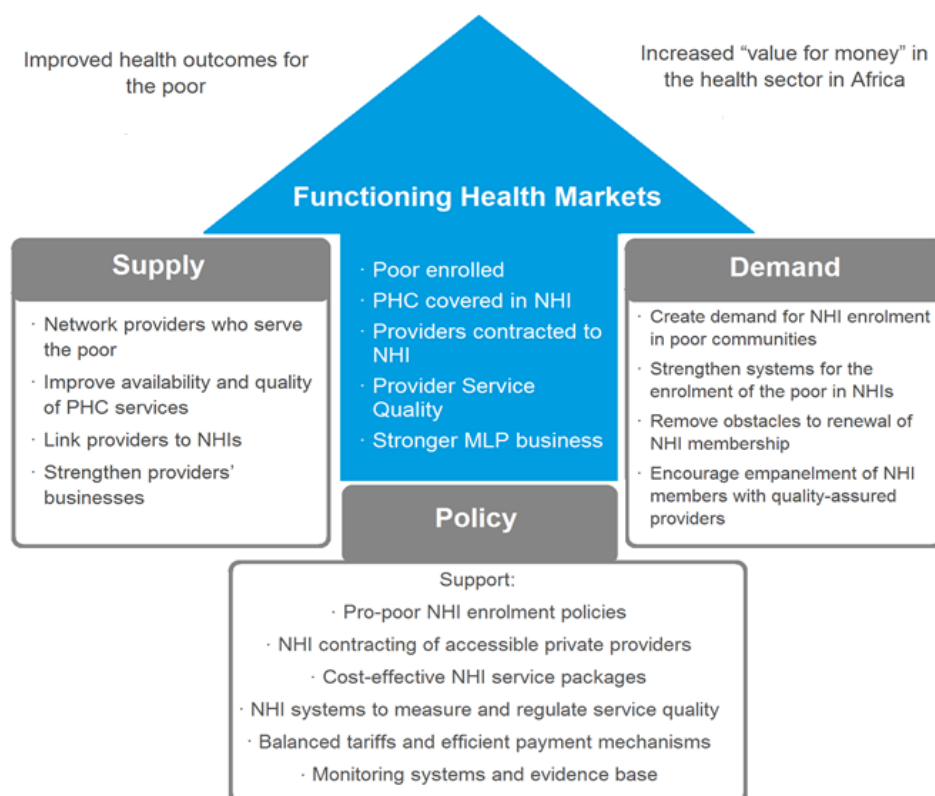 Improved health outcomes for
the poor
Increased “value for money” in
the health sector in Africa
Functioning Health Markets
· Poor enrolled
· PHC covered in NHI
· Providers contracted to
NHI
· Provider Service
Quality
· Stronger MLP business
Supply
· Network providers who serve
the poor
· Improve availability and quality
of PHC services
· Link providers to NHIs
· Strengthen providers’
businesses
Demand
· Create demand for NHI enrolment
in poor communities
· Strengthen systems for the
enrolment of the poor in NHIs
· Remove obstacles to renewal of
NHI membership
· Encourage empanelment of NHI
members with quality-assured
providers
Policy
Support:
· Pro-poor NHI enrolment policies
· NHI contracting of accessible private providers
· Cost-effective NHI service packages
· NHI systems to measure and regulate service quality
· Balanced tariffs and efficient payment mechanisms
· Monitoring systems and evidence base